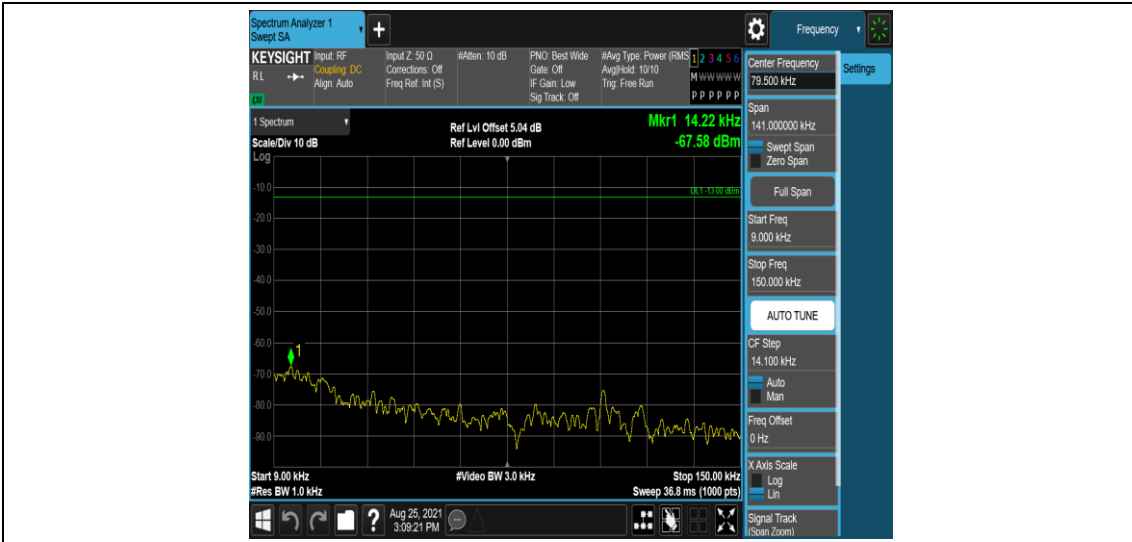 Spectrum Analyzer 1
Swept SA
Frequency
KEYSIGHT
RL
LXI
Input: RF
Coupling: DC
Align: Auto
Input Z: 50 Ω
Corrections: Off
Freq Ref: Int (S)
#Atten: 10 dB
PNO: Best Wide
Gate: Off
IF Gain: Low
Sig Track: Off
#Avg Type: Power (RMS
Avg|Hold: 10/10
Trig: Free Run
1 2 3 4 5 6
M W W W W W
P P P P P P
1 Spectrum
Scale/Div 10 dB
Log
Ref Lvl Offset 5.04 dB
Ref Level 0.00 dBm
Mkr1 14.22 kHz
-67.58 dBm
-10.0
DL1 -13.00 dBm
-20.0
-30.0
-40.0
-50.0
-60.0
1
-70.0
-80.0
-90.0
Start 9.00 kHz
#Res BW 1.0 kHz
#Video BW 3.0 kHz
Stop 150.00 kHz
Sweep 36.8 ms (1000 pts)
Center Frequency
79.500 kHz
Settings
Span
141.000000 kHz
Swept Span
Zero Span
Full Span
Start Freq
9.000 kHz
Stop Freq
150.000 kHz
AUTO TUNE
CF Step
14.100 kHz
Auto
Man
Freq Offset
0 Hz
X Axis Scale
Log
Lin
Signal Track
(Span Zoom)
?
Aug 25, 2021
3:09:21 PM